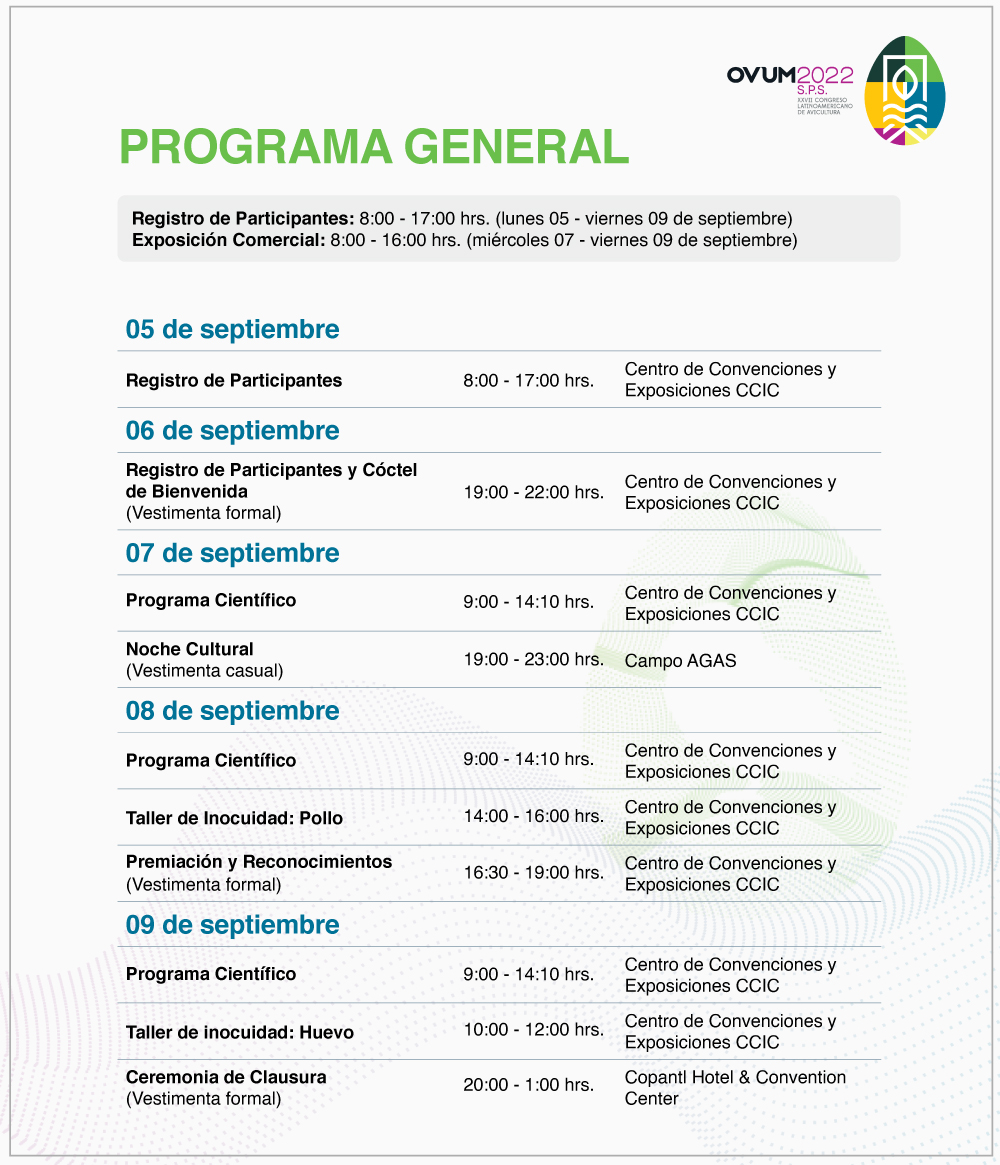 OVUM2022
S.P.S.
XXVII CONGRESO
LATINOAMERICANO
DE AVICULTURA
PROGRAMA GENERAL
Registro de Participantes: 8:00 - 17:00 hrs. (lunes 05 - viernes 09 de septiembre)
Exposición Comercial: 8:00 - 16:00 hrs. (miércoles 07 - viernes 09 de septiembre)
05 de septiembre
Registro de Participantes 8:00 - 17:00 hrs. Centro de Convenciones y
Exposiciones CCIC
06 de septiembre
Registro de Participantes y Cóctel
de Bienvenida
(Vestimenta formal)
19:00 - 22:00 hrs.
Centro de Convenciones y
Exposiciones CCIC
07 de septiembre
Programa Científico 9:00 - 14:10 hrs. Centro de Convenciones y
Exposiciones CCIC
Noche Cultural
(Vestimenta casual)
19:00 - 23:00 hrs.
Campo AGAS
08 de septiembre
Programa Científico 9:00 - 14:10 hrs. Centro de Convenciones y
Exposiciones CCIC
Taller de Inocuidad: Pollo 14:00 - 16:00 hrs. Centro de Convenciones y
Exposiciones CCIC
Premiación y Reconocimientos
(Vestimenta formal)
16:30 - 19:00 hrs.
Centro de Convenciones y
Exposiciones CCIC
09 de septiembre
Programa Científico 9:00 - 14:10 hrs. Centro de Convenciones y
Exposiciones CCIC
Taller de inocuidad: Huevo 10:00 - 12:00 hrs. Centro de Convenciones y
Exposiciones CCIC
Ceremonia de Clausura
(Vestimenta formal)
20:00 - 1:00 hrs.
Copantl Hotel & Convention
Center